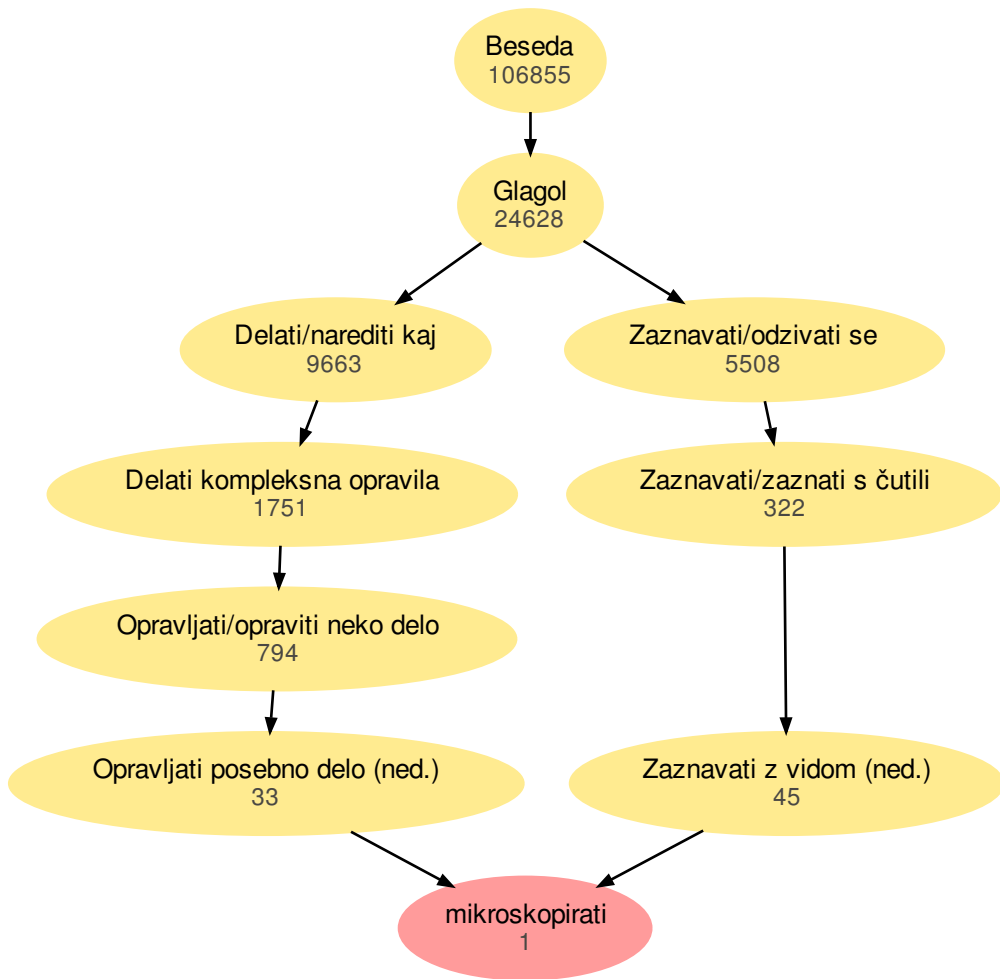 Beseda
106855
Glagol
24628
Delati/narediti kaj
9663
Zaznavati/odzivati se
5508
Delati kompleksna opravila
1751
Zaznavati/zaznati s čutili
322
Opravljati/opraviti neko delo
794
Opravljati posebno delo (ned.)
33
Zaznavati z vidom (ned.)
45
mikroskopirati
1